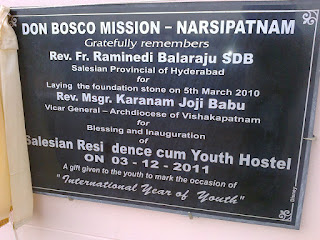 DON BOSCO MISSION – NARSIPATNAM
Gratefully remembers
Rev. Fr. Raminedi Balaraju SDB
Salesian Provincial of Hyderabad
for
Laying the foundation stone on 5th March 2010
Rev. Msgr. Karanam Joji Babu
Vicar General – Archdiocese of Vishakapatnam
for
Blessing and Inauguration
of
Salesian Resi dence cum Youth Hostel
ON 03 - 12 - 2011
A gift given to the youth to mark the occasion of
"International Year of Youth"